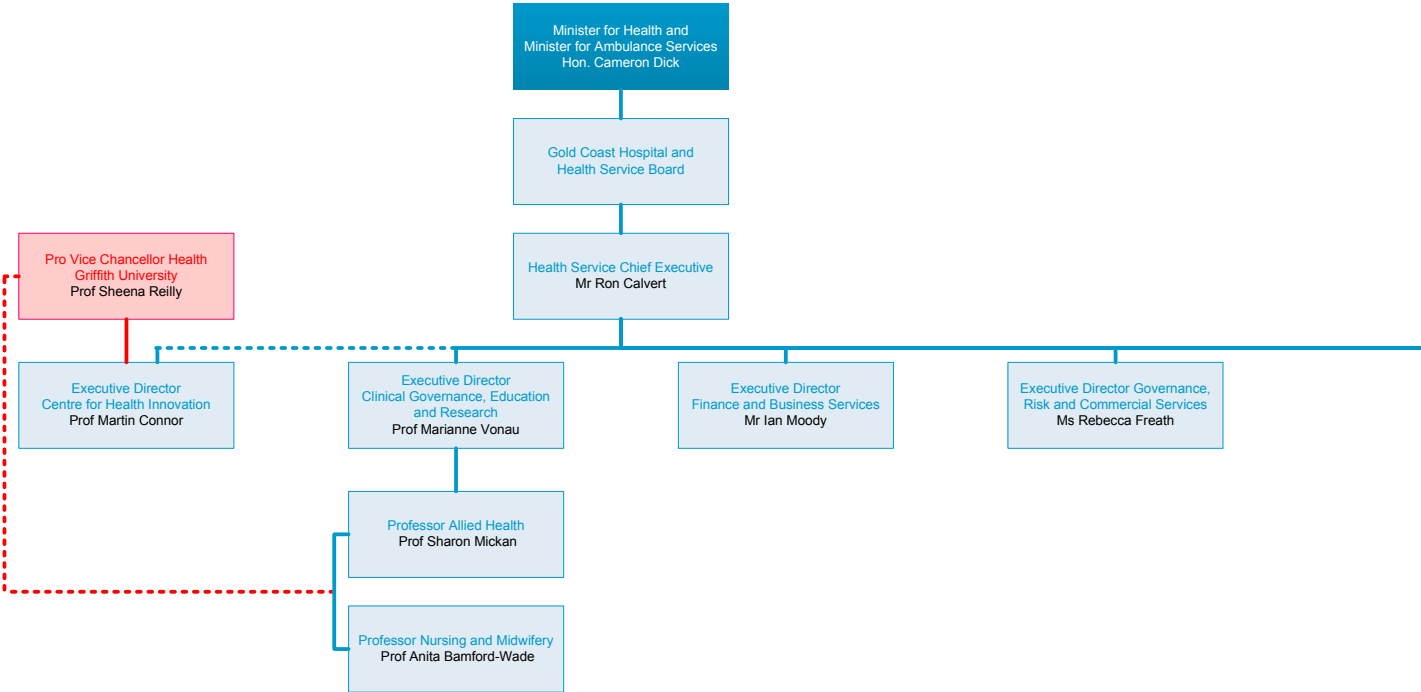 Minister for Health and
Minister for Ambulance Services
Hon. Cameron Dick
Gold Coast Hospital and
Health Service Board
Pro Vice Chancellor Health
Griffith University
Prof Sheena Reilly
Health Service Chief Executive
Mr Ron Calvert
Executive Director
Centre for Health Innovation
Prof Martin Connor
Executive Director
Clinical Governance, Education
and Research
Prof Marianne Vonau
Executive Director
Finance and Business Services
Mr Ian Moody
Executive Director Governance,
Risk and Commercial Services
Ms Rebecca Freath
Professor Allied Health
Prof Sharon Mickan
Professor Nursing and Midwifery
Prof Anita Bamford-Wade